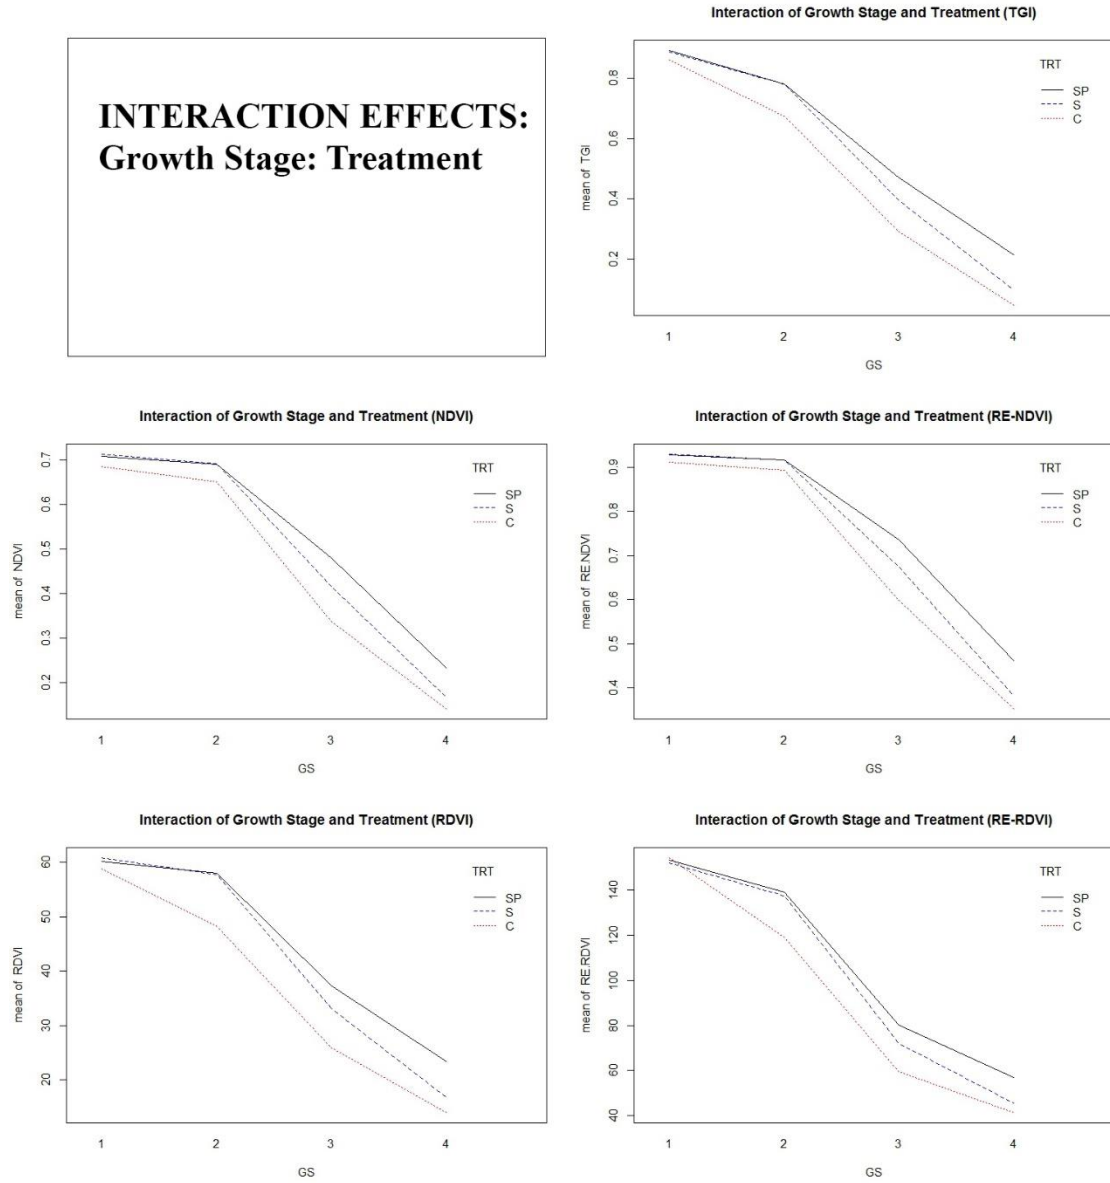 INTERACTION EFFECTS:
Growth Stage: Treatment
Interaction of Growth Stage and Treatment (TGI)
mean of TGI
0.8
0.6
0.4
0.2
TRT
SP
S
C
1 2 3 4
GS
Interaction of Growth Stage and Treatment (NDVI)
mean of NDVI
0.7
0.6
0.5
0.4
0.3
0.2
TRT
SP
S
C
1 2 3 4
GS
Interaction of Growth Stage and Treatment (RE-NDVI)
mean of RE.NDVI
0.9
0.8
0.7
0.6
0.5
0.4
TRT
SP
S
C
1 2 3 4
GS
Interaction of Growth Stage and Treatment (RDVI)
mean of RDVI
60
50
40
30
20
TRT
SP
S
C
1 2 3 4
GS
Interaction of Growth Stage and Treatment (RE-RDVI)
mean of RE.RDVI
140
120
100
80
60
40
TRT
SP
S
C
1 2 3 4
GS